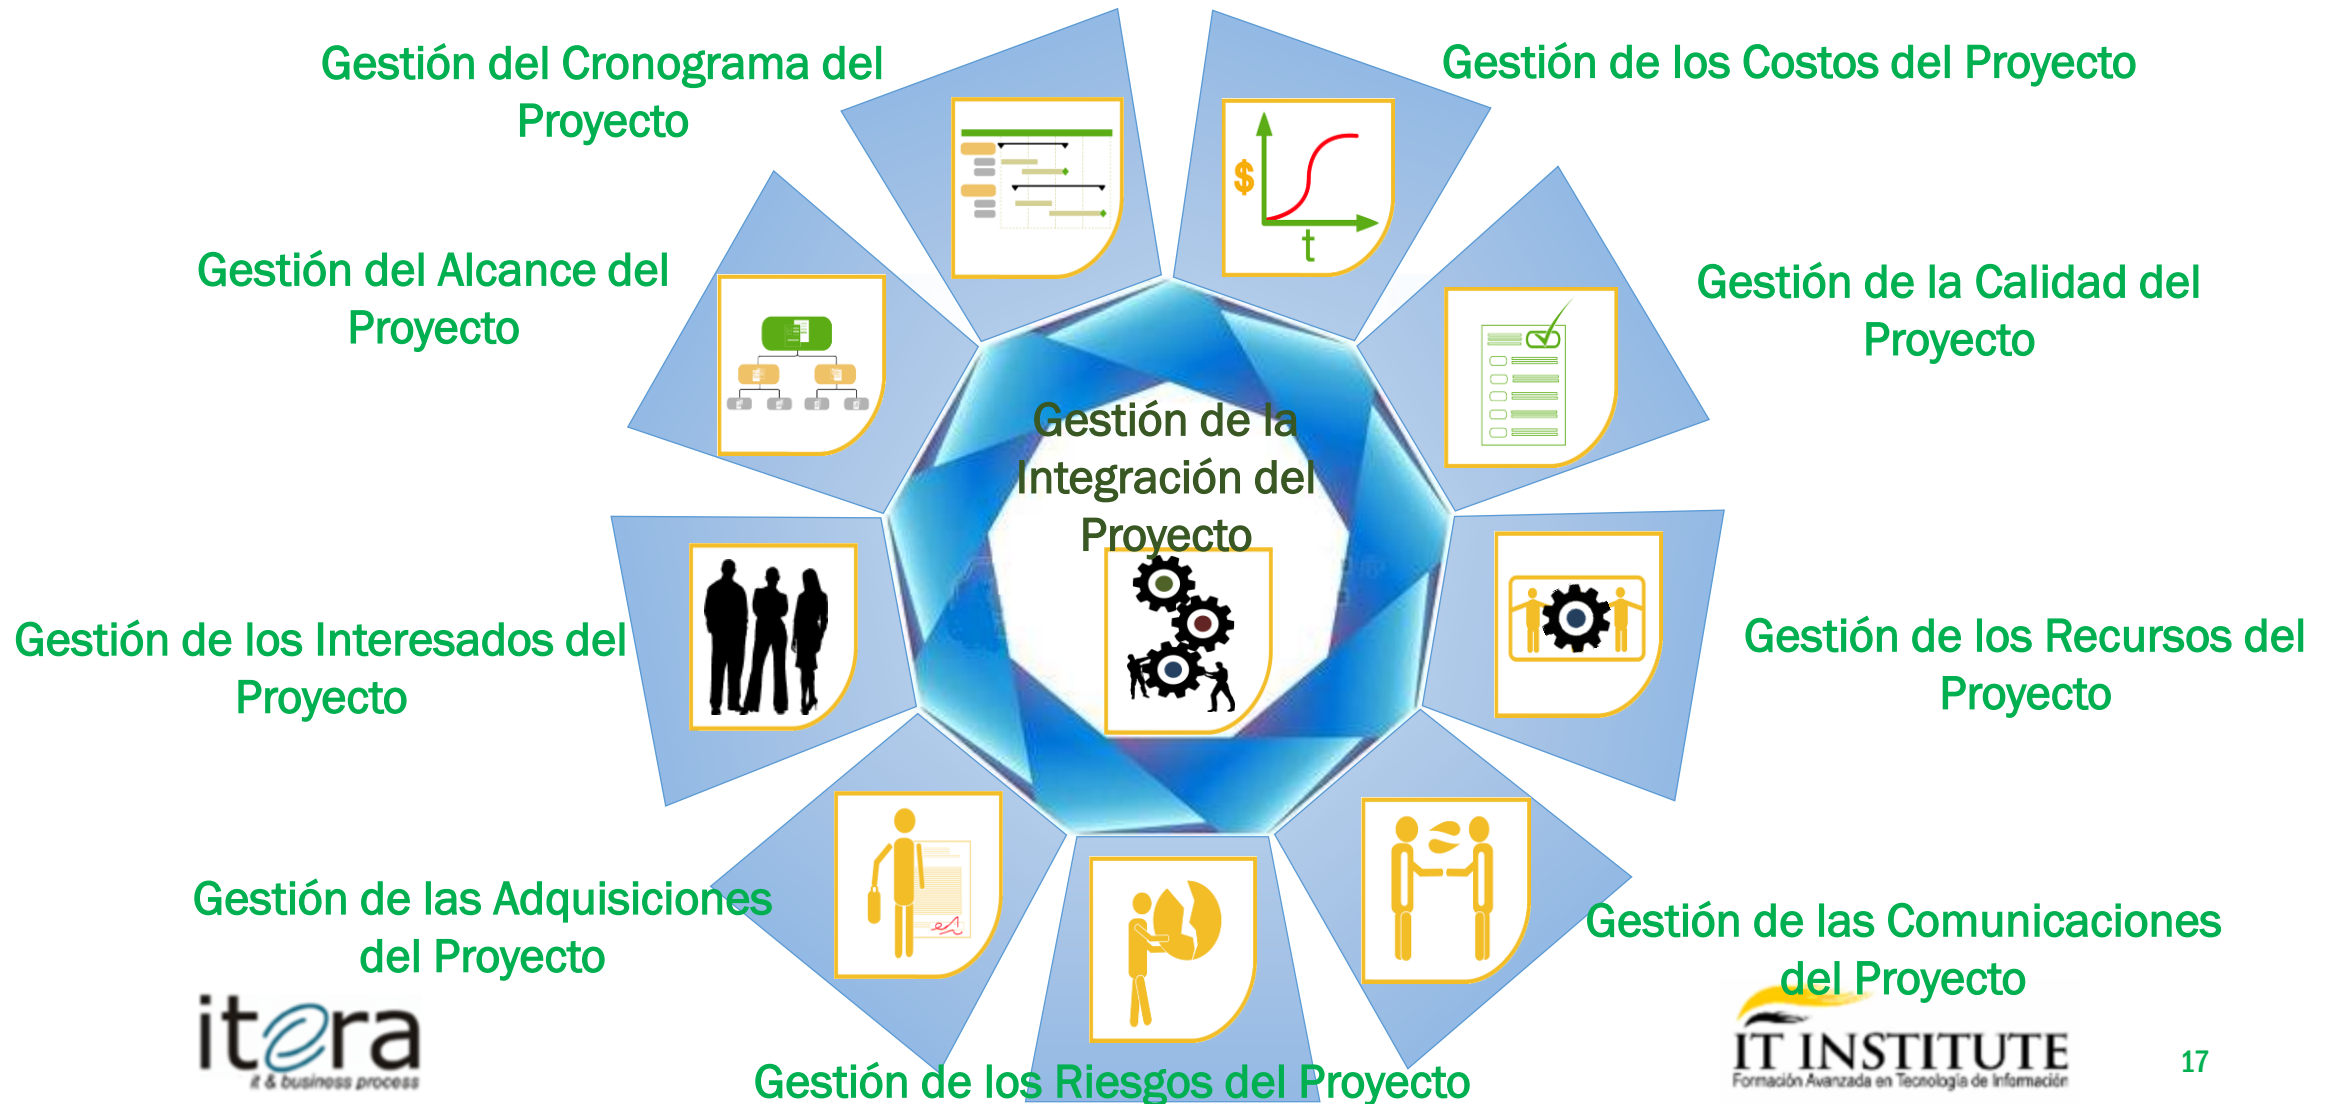 Gestión del Cronograma del
Proyecto
Gestión de los Costos del Proyecto
$
t
Gestión del Alcance del
Proyecto
Gestión de la Calidad del
Proyecto
Gestión de la
Integración del
Proyecto
Gestión de los Interesados del
Proyecto
Gestión de los Recursos del
Proyecto
Gestión de las Adquisiciones
del Proyecto
Gestión de las Comunicaciones
del Proyecto
Gestión de los Riesgos del Proyecto
itera
it & business process
IT INSTITUTE
Formación Avanzada en Tecnología de Información
17